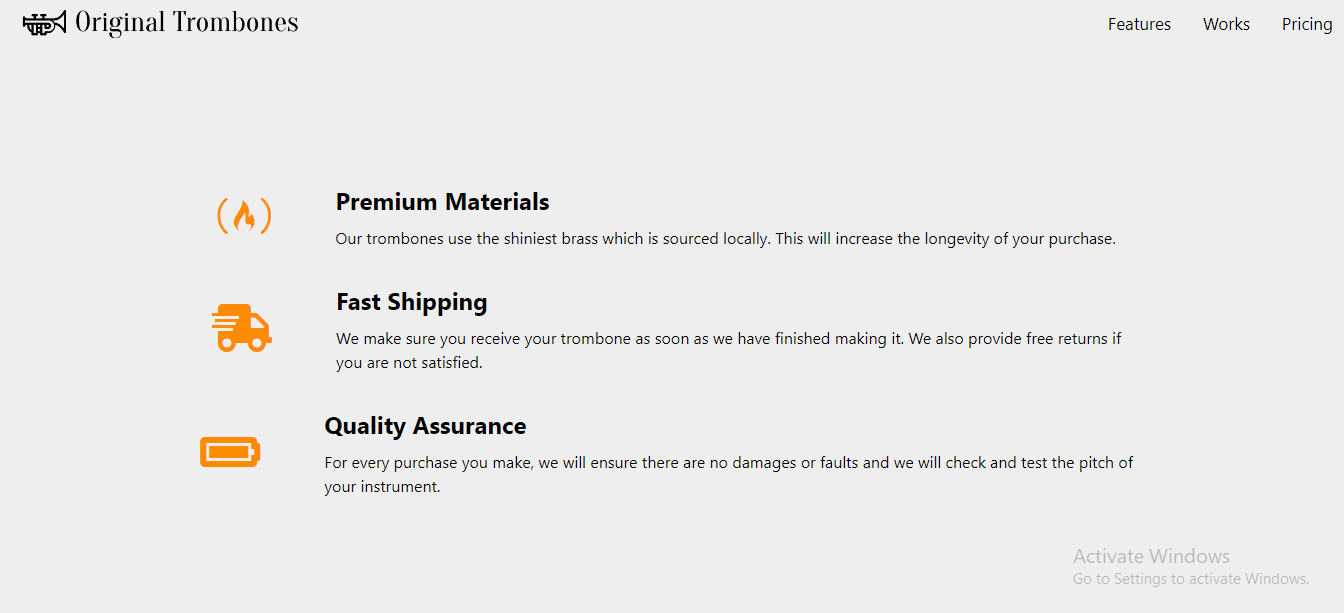 Original Trombones
Features Works Pricing
Premium Materials
Our trombones use the shiniest brass which is sourced locally. This will increase the longevity of your purchase.
Fast Shipping
We make sure you receive your trombone as soon as we have finished making it. We also provide free returns if
you are not satisfied.
Quality Assurance
For every purchase you make, we will ensure there are no damages or faults and we will check and test the pitch of
your instrument.
Activate Windows
Go to Settings to activate Windows.